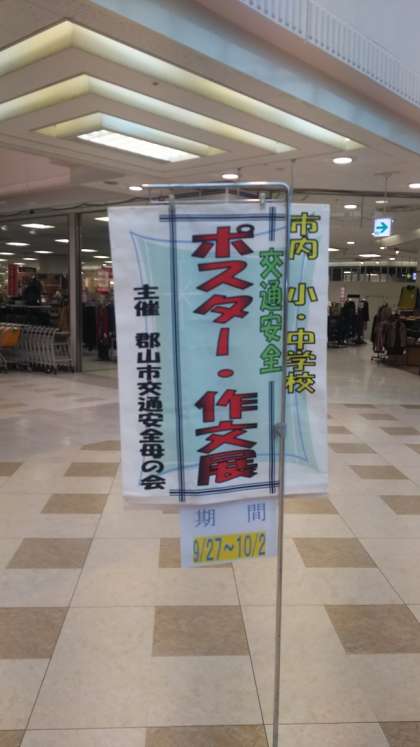 市内 小・中学校
交通安全
ポスター・作文展
主催 郡山市交通安全母の会
期 間
9/27~10/2